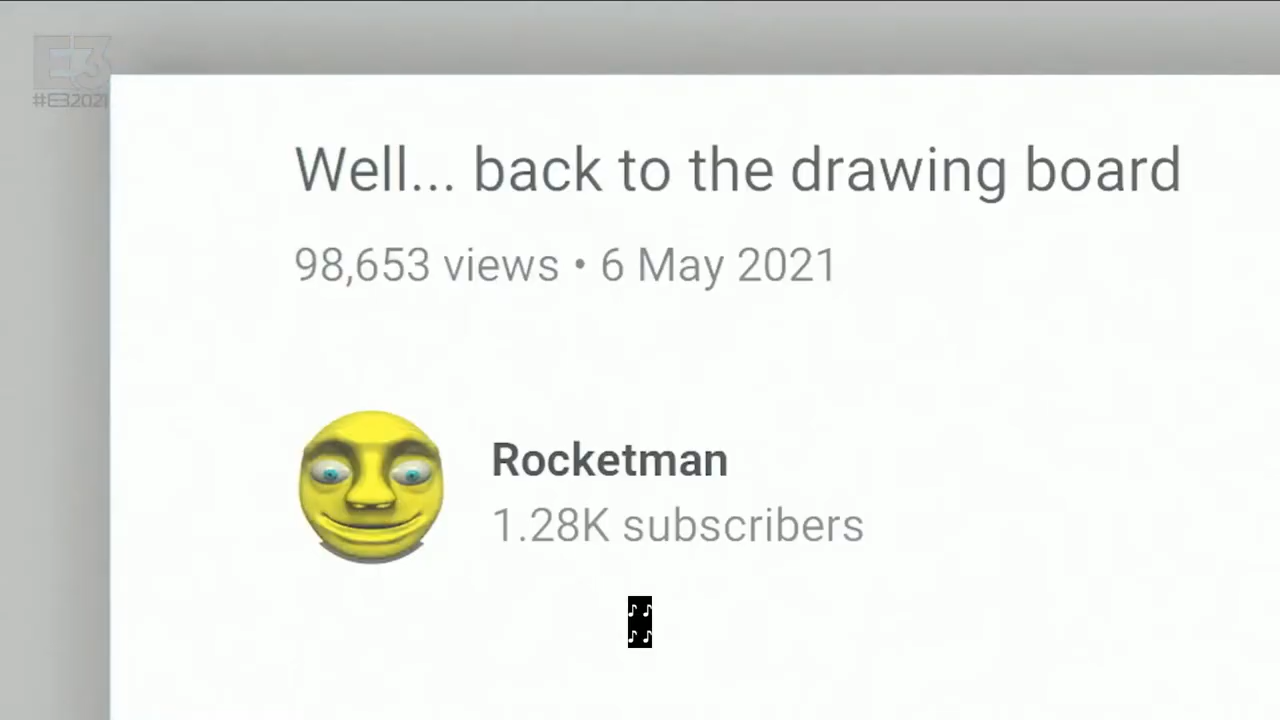 E3
#E32021
Well... back to the drawing board
98,653 views • 6 May 2021
Rocketman
1.28K subscribers
♪ ♪
♪ ♪